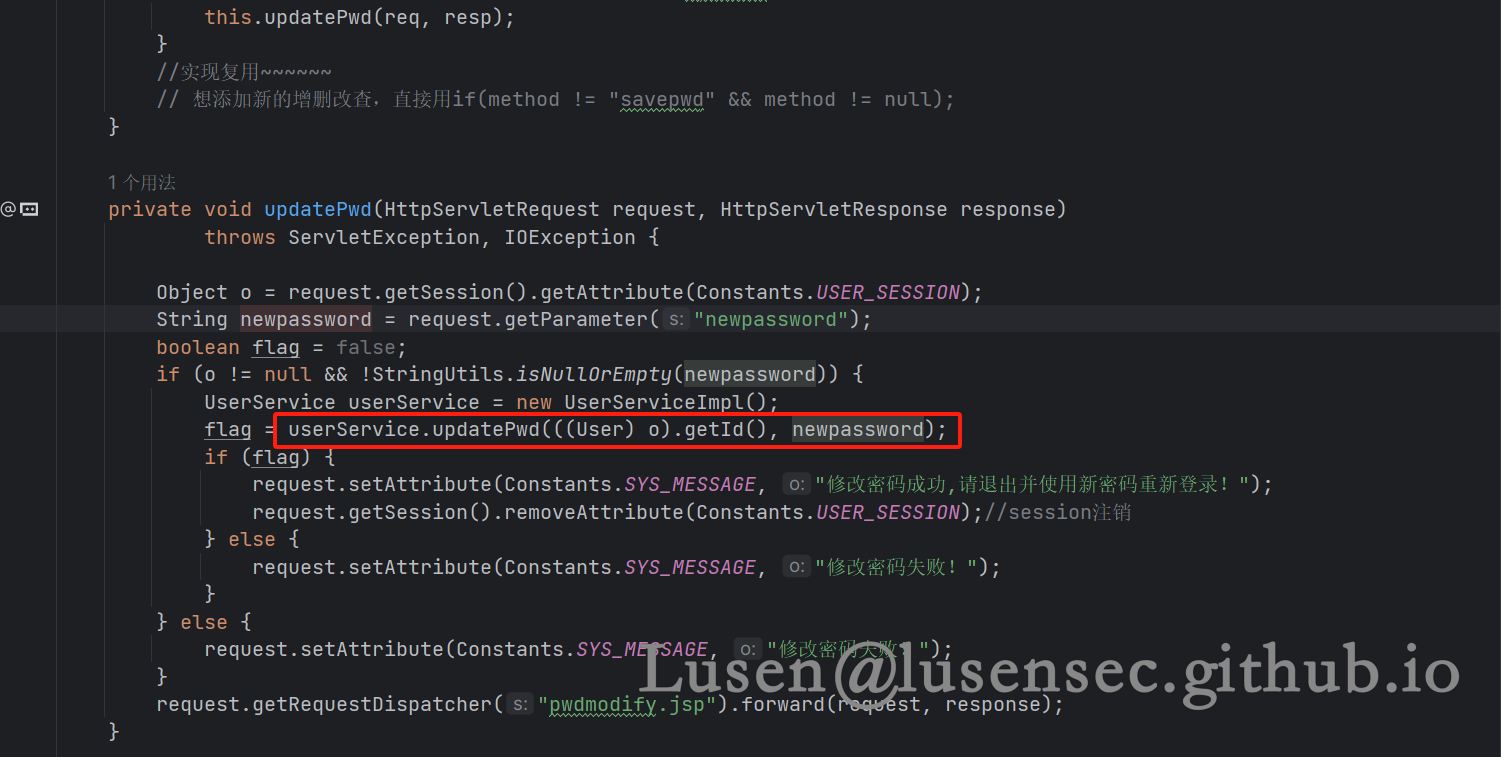 this.updatePwd(req, resp);
}
//实现复用~~~~~~
// 想添加新的增删改查，直接用if(method != "savepwd" && method != null);
}
1 个用法
private void updatePwd(HttpServletRequest request, HttpServletResponse response)
throws ServletException, IOException {
Object o = request.getSession().getAttribute(Constants.USER_SESSION);
String newpassword = request.getParameter( s: "newpassword");
boolean flag = false;
if (o != null && !StringUtils.isNullOrEmpty(newpassword)) {
UserService userService = new UserServiceImpl();
flag = userService.updatePwd(((User) o).getId(), newpassword);
if (flag) {
request.setAttribute(Constants.SYS_MESSAGE, o: "修改密码成功,请退出并使用新密码重新登录！");
request.getSession().removeAttribute(Constants.USER_SESSION);//session注销
} else {
request.setAttribute(Constants.SYS_MESSAGE, o: "修改密码失败！");
}
} else {
request.setAttribute(Constants.SYS_MESSAGE, o: "修改密码失败！");
}
request.getRequestDispatcher( s: "pwdmodify.jsp").forward(request, response);
}
Lusen@lusensec.github.io